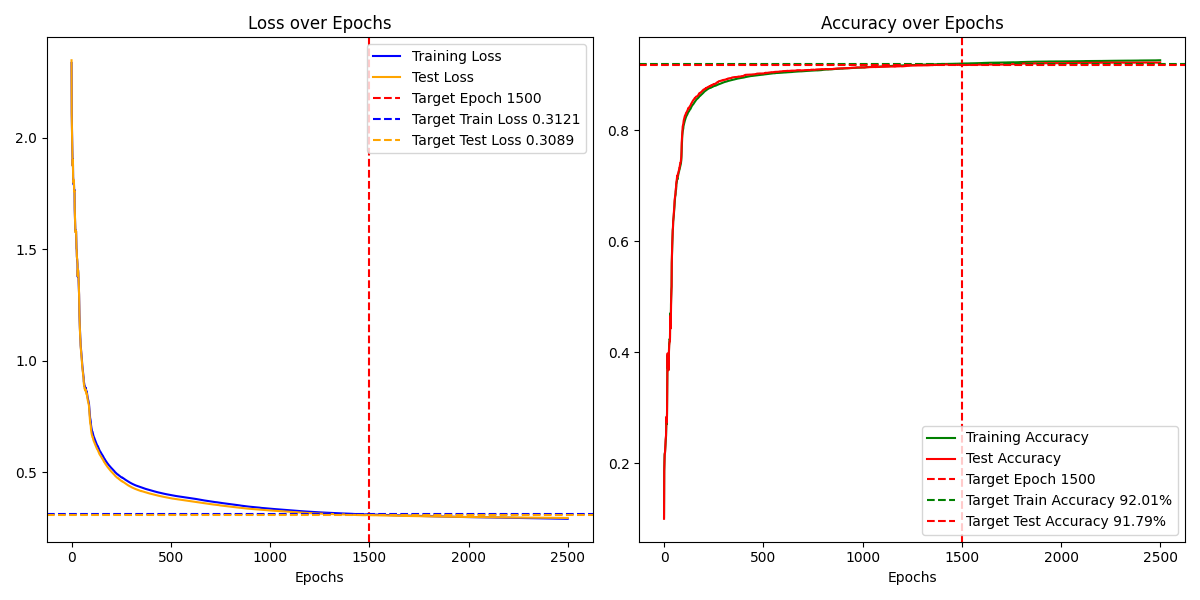 Loss over Epochs
Training Loss
Test Loss
Target Epoch 1500
Target Train Loss 0.3121
Target Test Loss 0.3089
2.0
1.5
1.0
0.5
0 500 1000 1500 2000 2500
Epochs
Accuracy over Epochs
0.8
0.6
0.4
0.2
Training Accuracy
Test Accuracy
Target Epoch 1500
Target Train Accuracy 92.01%
Target Test Accuracy 91.79%
0 500 1000 1500 2000 2500
Epochs